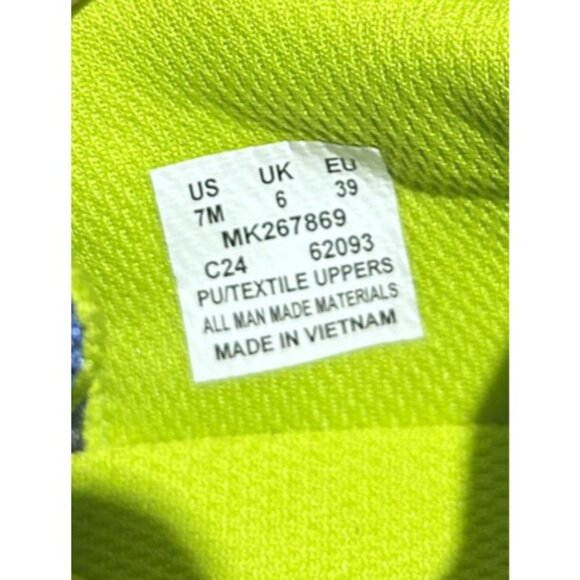 US UK EU
7M 6 39
MK267869
C24 62093
PU/TEXTILE UPPERS
ALL MAN MADE MATERIALS
MADE IN VIETNAM